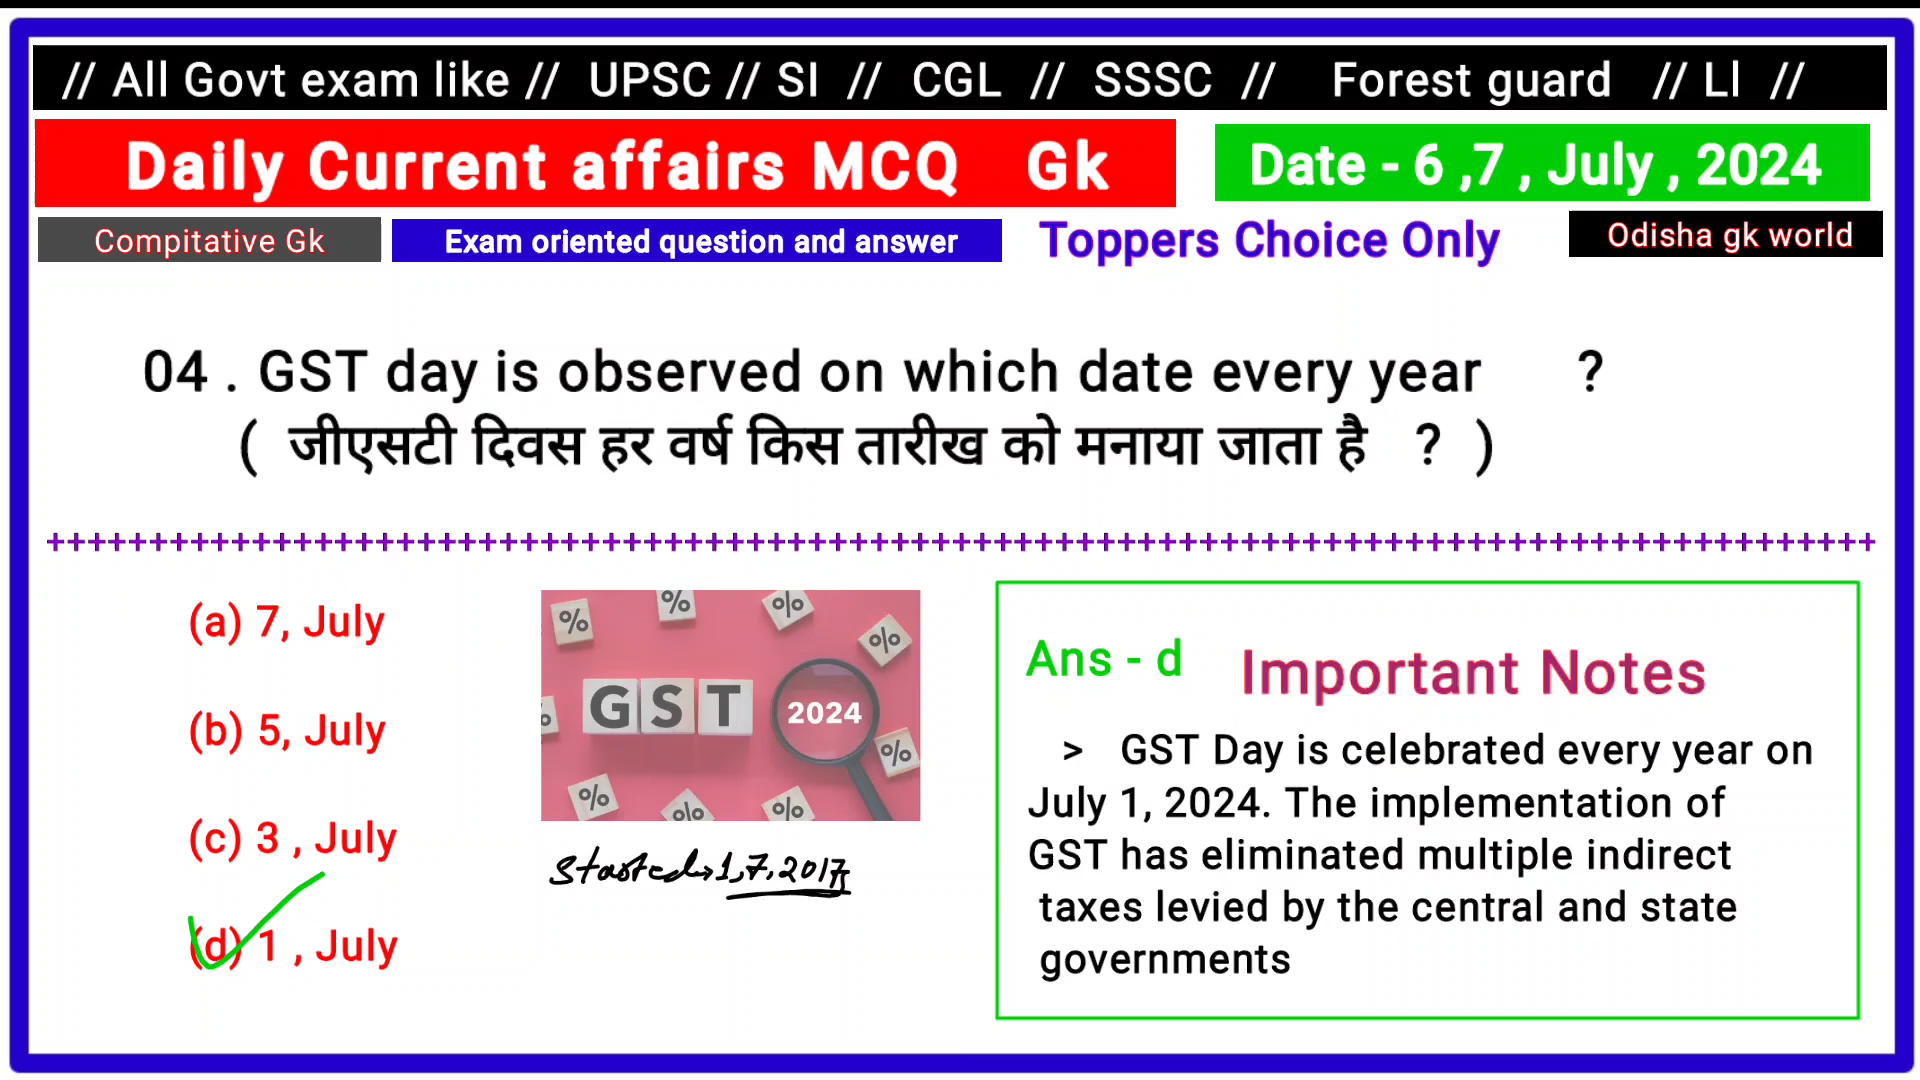 // All Govt exam like // UPSC // SI // CGL // SSSC // Forest guard // Ll //
Daily Current affairs MCQ Gk
Date - 6 ,7 , July , 2024
Compitative Gk
Exam oriented question and answer
Toppers Choice Only
Odisha gk world
04 . GST day is observed on which date every year ?
( जीएसटी दिवस हर वर्ष किस तारीख को मनाया जाता है ? )
+++++++++++++++++++++++++++++++++++++++++++++++++++++++++++++++++++++++++++++++++++++++++
(a) 7, July
(b) 5, July
(c) 3 , July
(d) 1 , July
% % % %
GST
2024
% % % % %
Started→1,7,2017
Ans - d
Important Notes
> GST Day is celebrated every year on
July 1, 2024. The implementation of
GST has eliminated multiple indirect
taxes levied by the central and state
governments